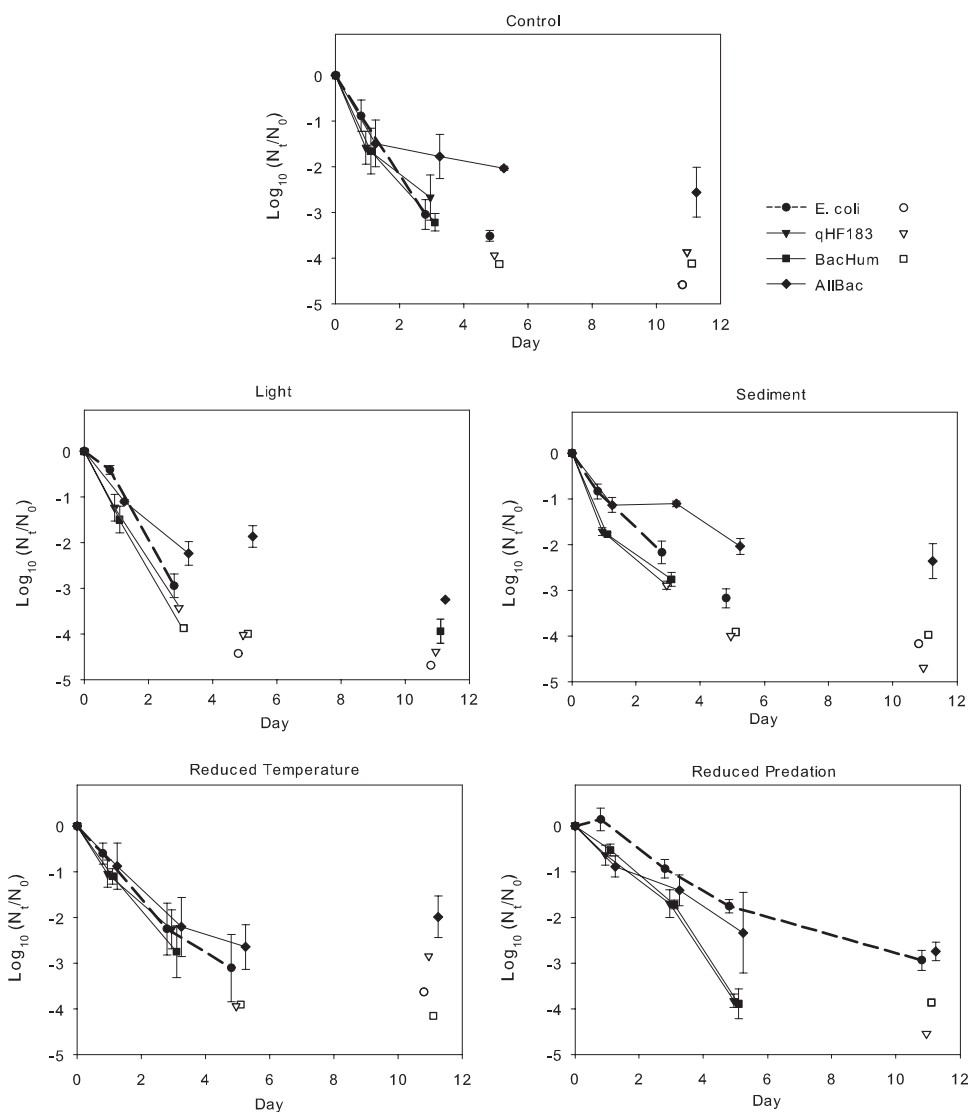 Control
0
-1
-2
-3
-4
-5
Log10 (Nt/N0)
0 2 4 6 8 10 12
Day
E. coli
qHF183
BacHum
AllBac
Light
0
-1
-2
-3
-4
-5
Log10 (Nt/N0)
0 2 4 6 8 10 12
Day
Sediment
0
-1
-2
-3
-4
-5
Log10 (Nt/N0)
0 2 4 6 8 10 12
Day
Reduced Temperature
0
-1
-2
-3
-4
-5
Log10 (Nt/N0)
0 2 4 6 8 10 12
Day
Reduced Predation
0
-1
-2
-3
-4
-5
Log10 (Nt/N0)
0 2 4 6 8 10 12
Day